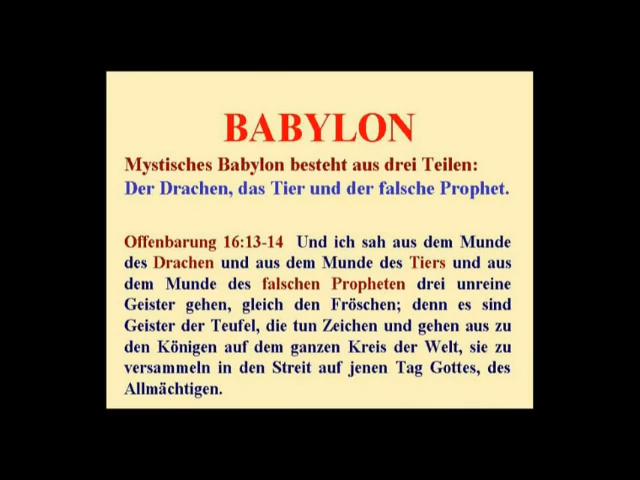 BABYLON
Mystisches Babylon besteht aus drei Teilen:
Der Drachen, das Tier und der falsche Prophet.
Offenbarung 16:13-14 Und ich sah aus dem Munde
des Drachen und aus dem Munde des Tiers und aus
dem Munde des falschen Propheten drei unreine
Geister gehen, gleich den Fröschen; denn es sind
Geister der Teufel, die tun Zeichen und gehen aus zu
den Königen auf dem ganzen Kreis der Welt, sie zu
versammeln in den Streit auf jenen Tag Gottes, des
Allmächtigen.